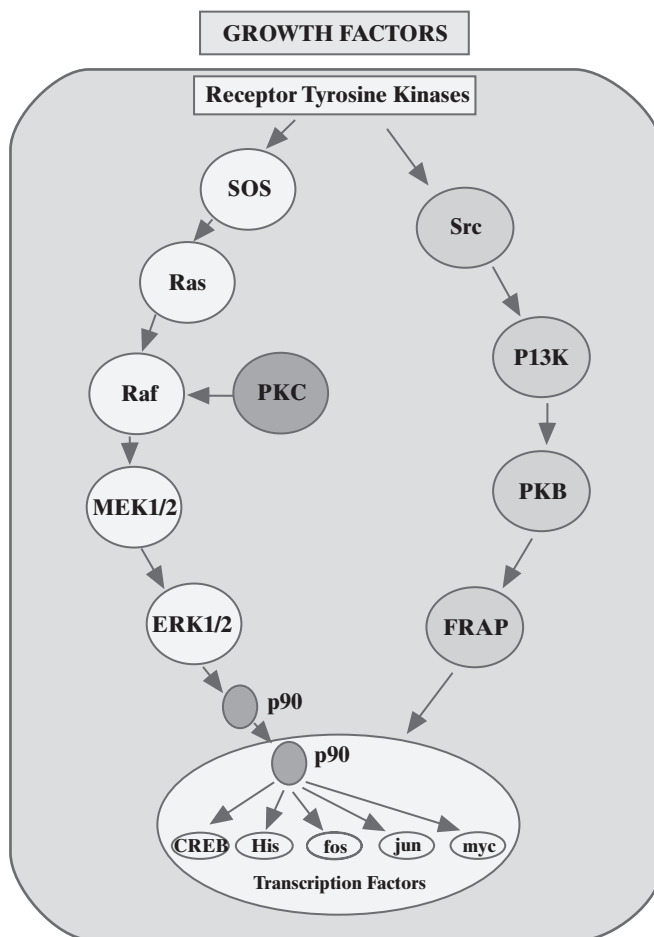 GROWTH FACTORS
Receptor Tyrosine Kinases
SOS
Src
Ras
P13K
Raf
PKC
MEK1/2
PKB
ERK1/2
FRAP
p90
p90
CREB
His
fos
jun
myc
Transcription Factors